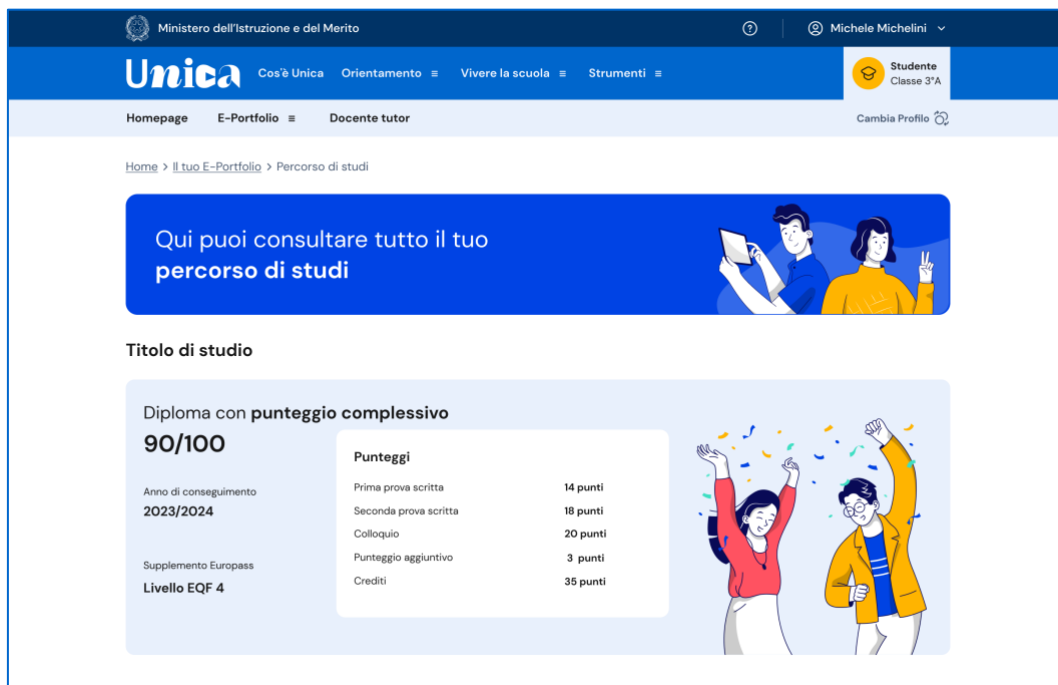 Ministero dell'Istruzione e del Merito
Michele Michelini
Unica
Cos'è Unica Orientamento Vivere la scuola Strumenti
Studente
Classe 3°A
Homepage E-Portfolio Docente tutor
Cambia Profilo
Home > Il tuo E-Portfolio > Percorso di studi
Qui puoi consultare tutto il tuo
percorso di studi
Titolo di studio
Diploma con punteggio complessivo
90/100
Anno di conseguimento
2023/2024
Supplemento Europass
Livello EQF 4
Punteggi
Prima prova scritta 14 punti
Seconda prova scritta 18 punti
Colloquio 20 punti
Punteggio aggiuntivo 3 punti
Crediti 35 punti